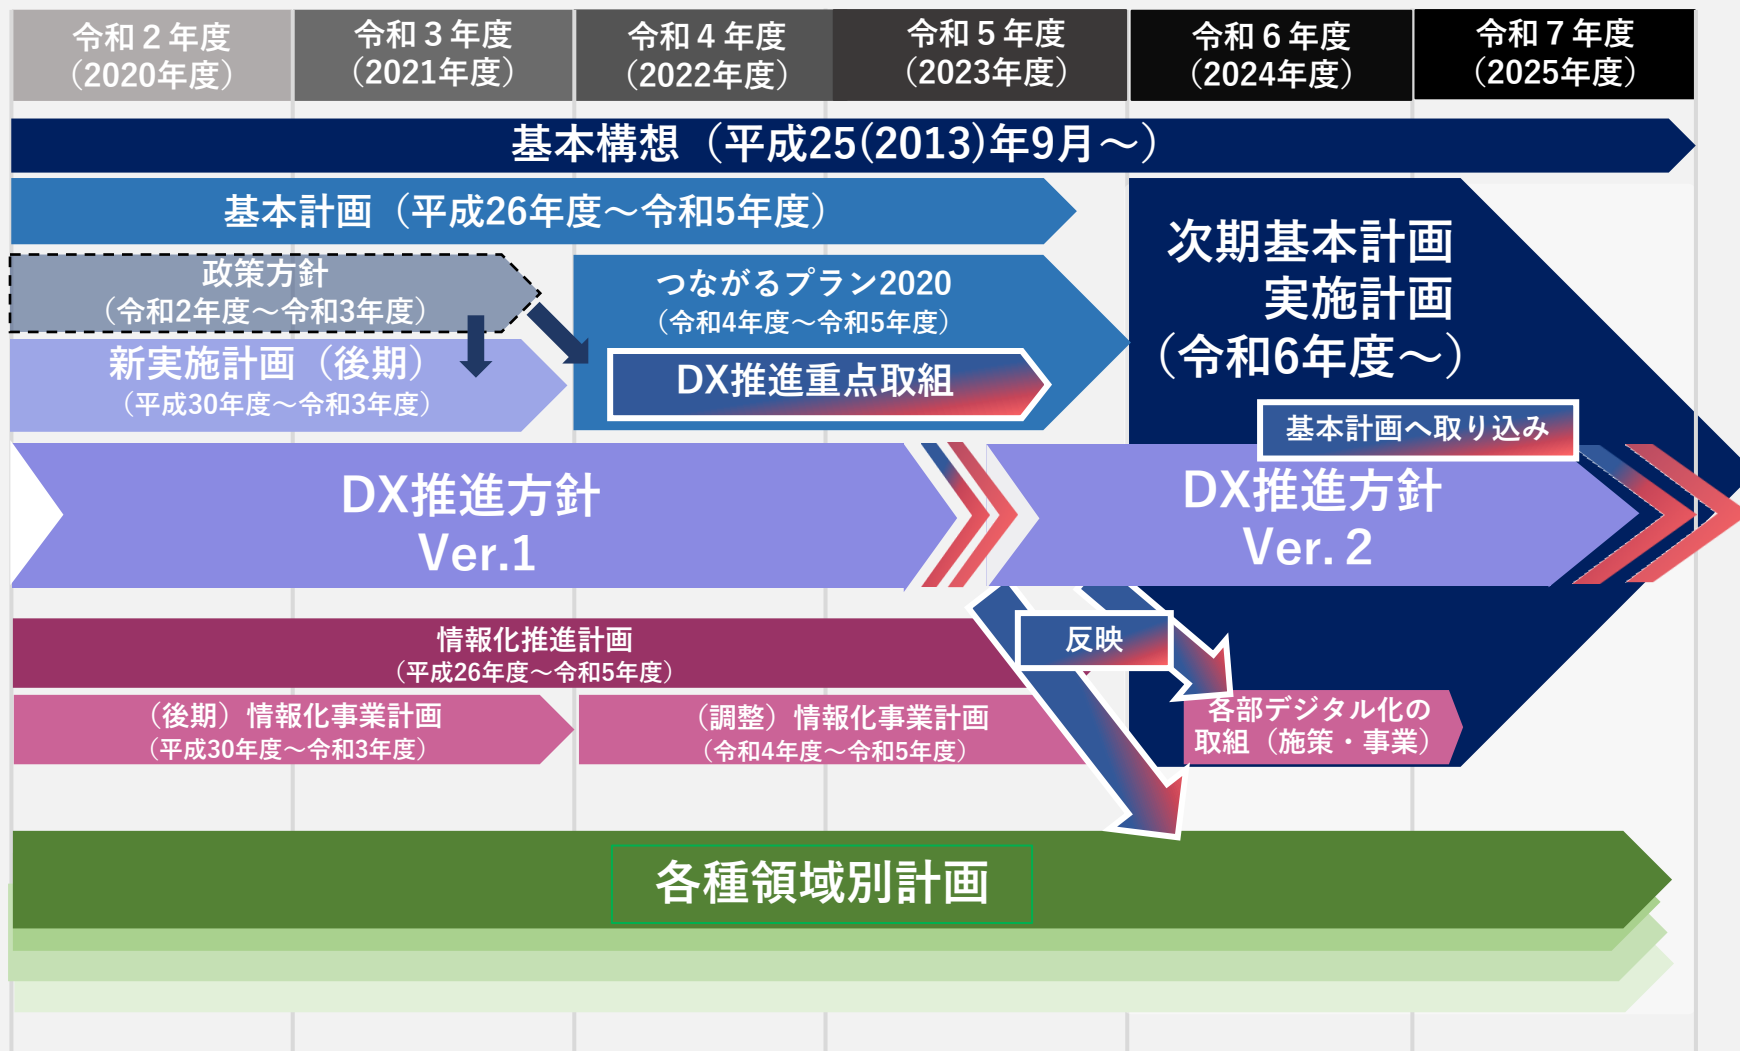 令和２年度
（2020年度）
令和３年度
（2021年度）
令和４年度
（2022年度）
令和５年度
（2023年度）
令和６年度
（2024年度）
令和７年度
（2025年度）
基本構想（平成25(2013)年9月～）
基本計画（平成26年度～令和5年度）
政策方針
（令和2年度～令和3年度）
新実施計画（後期）
（平成30年度～令和3年度）
つながるプラン2020
（令和4年度～令和5年度）
DX推進重点取組
次期基本計画
実施計画
（令和6年度～）
基本計画へ取り込み
DX推進方針
Ver.1
DX推進方針
Ver.２
反映
情報化推進計画
（平成26年度～令和5年度）
（後期）情報化事業計画
（平成30年度～令和3年度）
（調整）情報化事業計画
（令和4年度～令和5年度）
各部デジタル化の
取組（施策・事業）
各種領域別計画